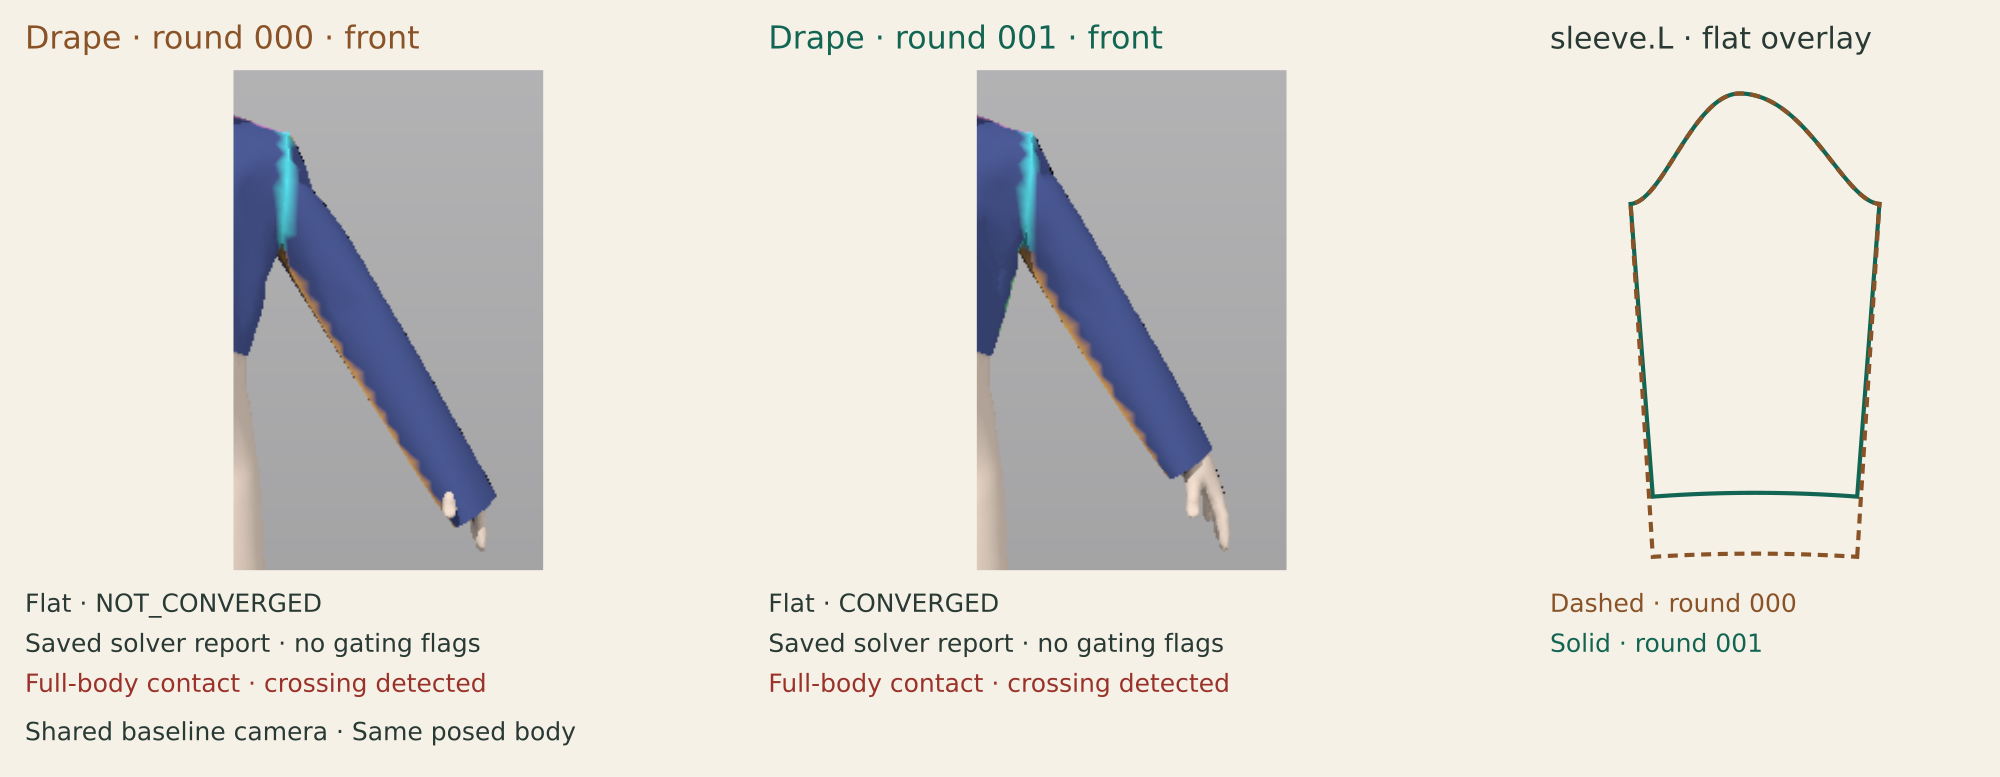 Drape · round 000 · front
Drape · round 001 · front
sleeve.L · flat overlay
Flat · NOT_CONVERGED
Saved solver report · no gating flags
Full-body contact · crossing detected
Shared baseline camera · Same posed body
Flat · CONVERGED
Saved solver report · no gating flags
Full-body contact · crossing detected
Dashed · round 000
Solid · round 001